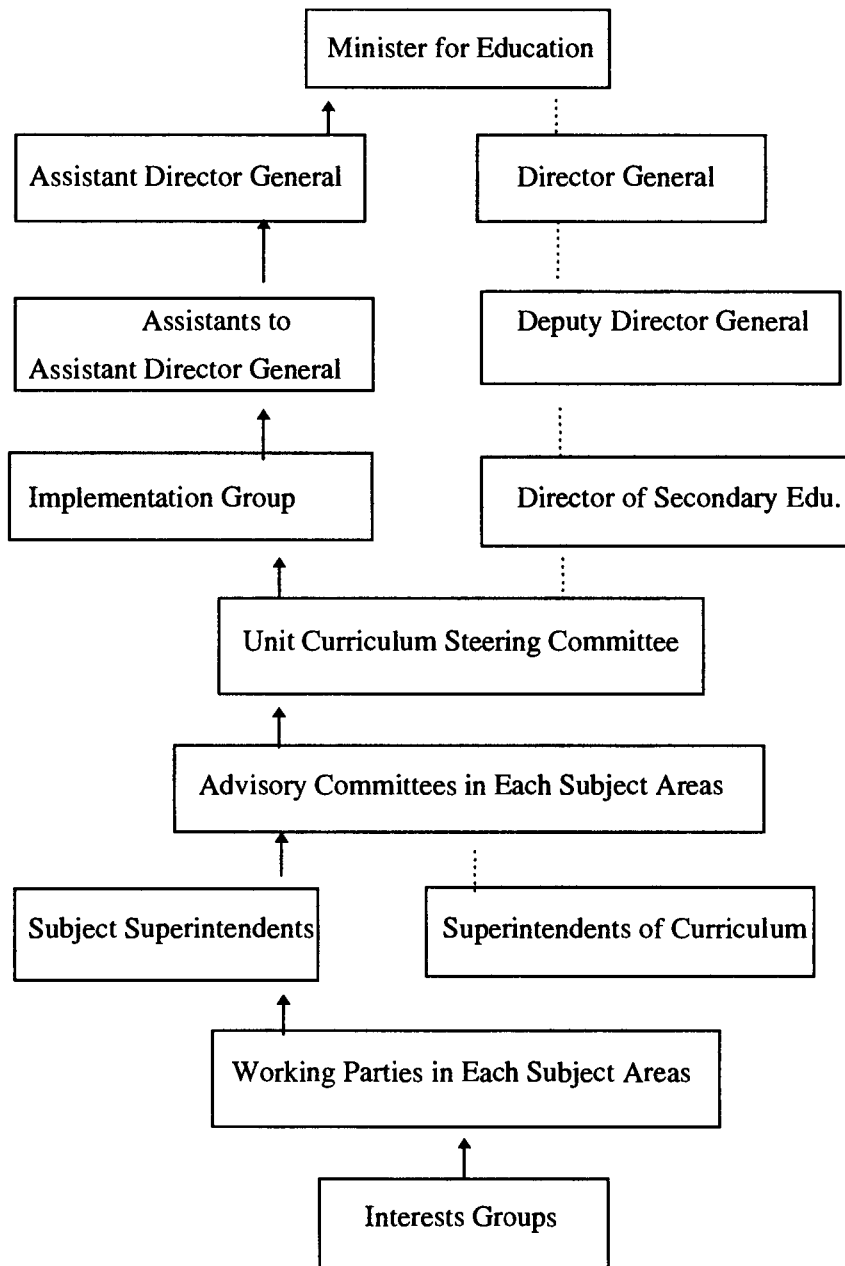 Minister for Education
Assistant Director General
Director General
Assistants to
Assistant Director General
Deputy Director General
Implementation Group
Director of Secondary Edu.
Unit Curriculum Steering Committee
Advisory Committees in Each Subject Areas
Subject Superintendents
Superintendents of Curriculum
Working Parties in Each Subject Areas
Interests Groups